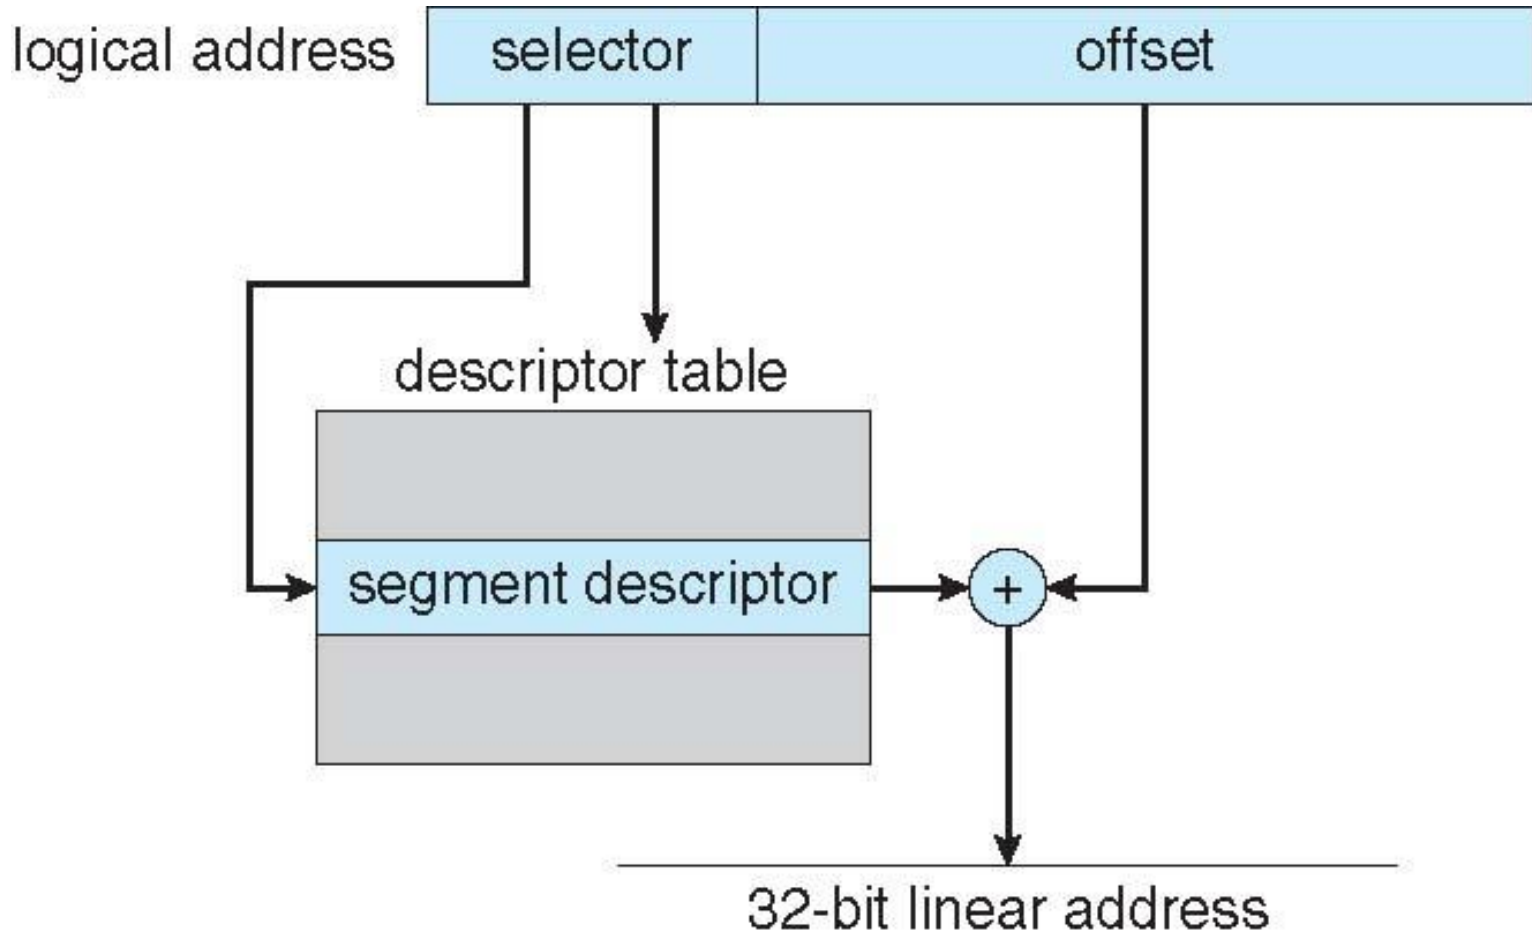 logical address
selector
offset
descriptor table
segment descriptor
+
32-bit linear address